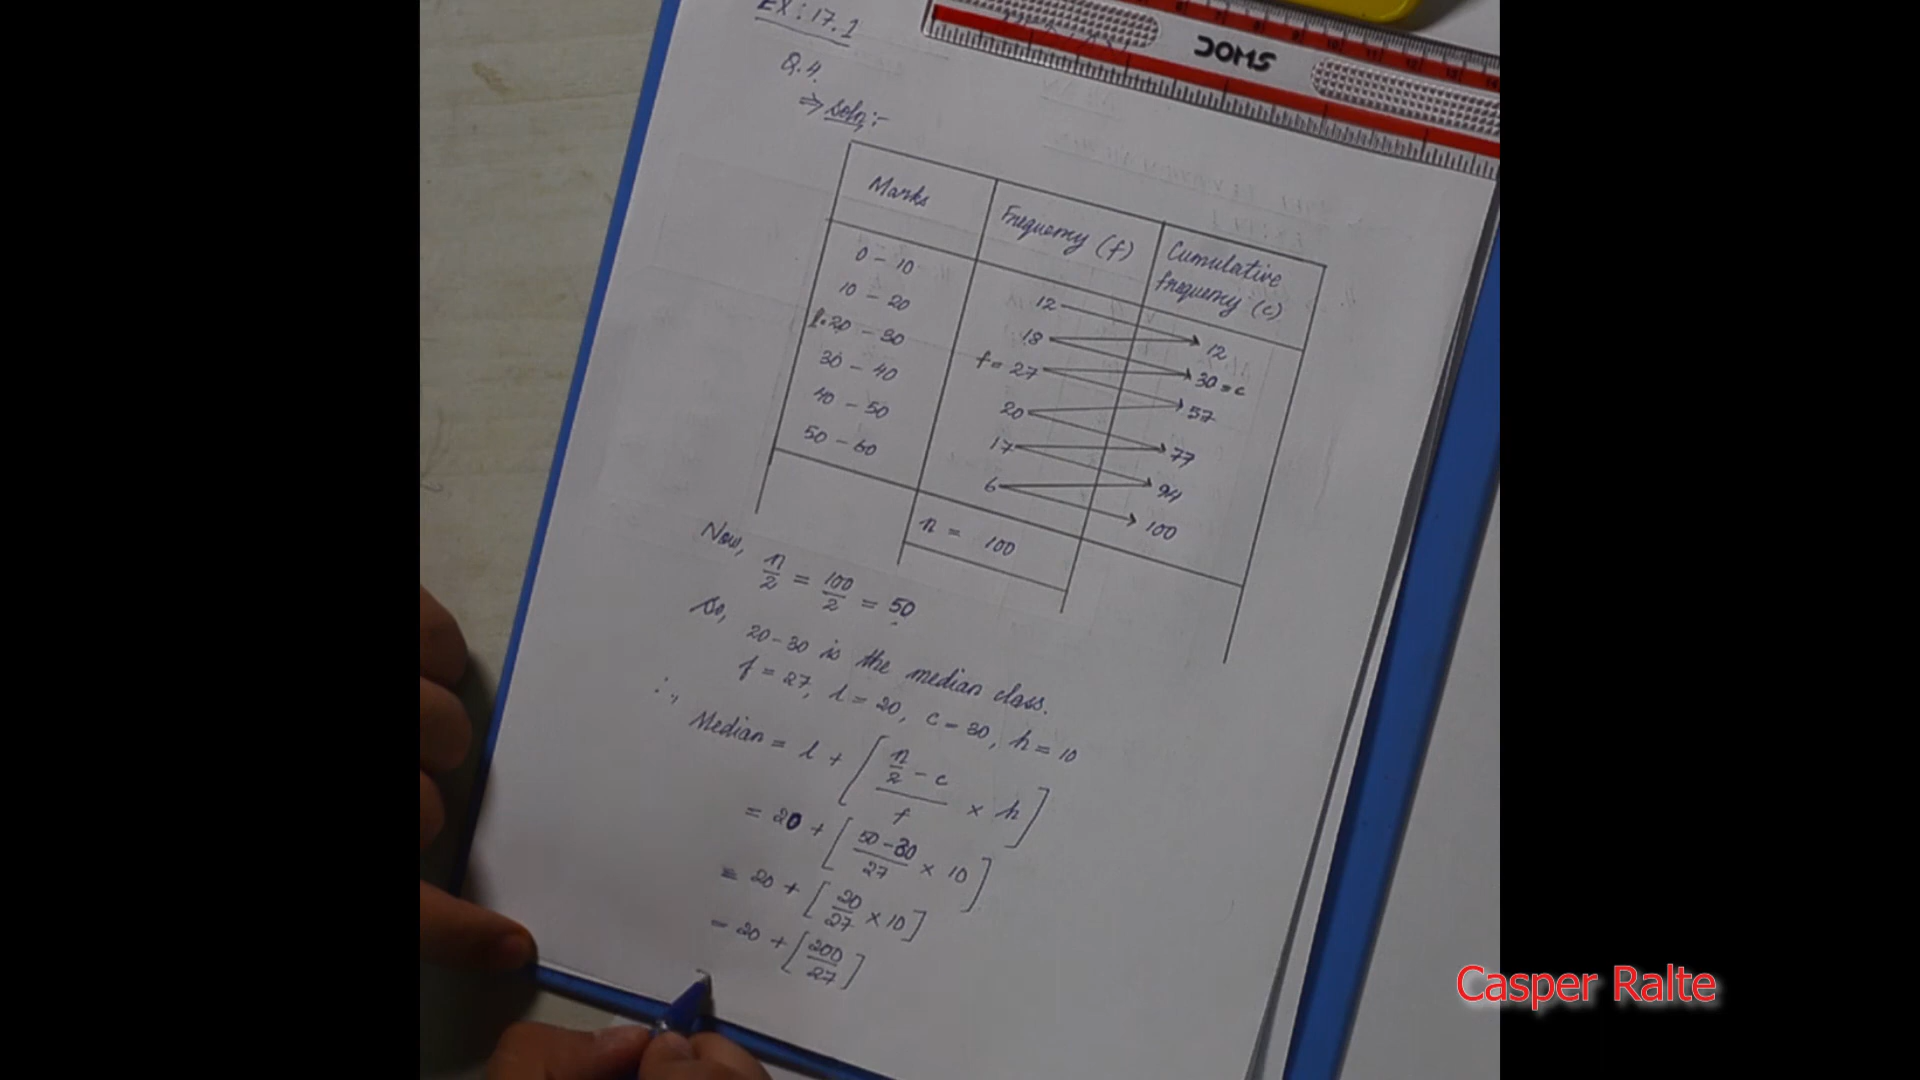 EX: 17.1
DOMS
Q.4.
⇒ Soln :-
Marks Frequency (f) Cumulative frequency (c)
0 - 10 12 12
10 - 20 18 30 = c
l. 20 - 30 f = 27 57
30 - 40 20 77
40 - 50 17 94
50 - 60 6 100
n = 100
Now, n/2 = 100/2 = 50
So, 20-30 is the median class.
f = 27, l = 20, c = 30, h = 10
∴, Median = l + [ (n/2 - c)/f × h ]
= 20 + [ (50-30)/27 × 10 ]
= 20 + [ 20/27 × 10 ]
= 20 + [ 200/27 ]
Casper Ralte